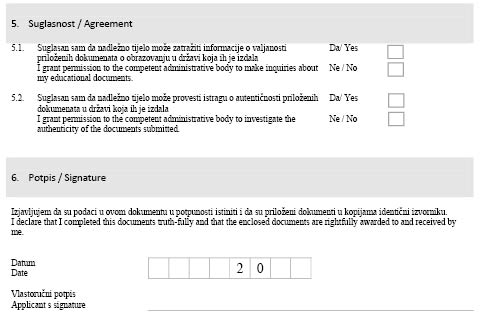 5. Suglasnost / Agreement
5.1. Suglasan sam da nadležno tijelo može zatražiti informacije o valjanosti Da/ Yes
priloženih dokumenata o obrazovanju u državi koja ih je izdala
I grant permission to the competent administrative body to make inquiries about Ne / No
my educational documents.
5.2. Suglasan sam da nadležno tijelo može provesti istragu o autentičnosti priloženih Da/ Yes
dokumenata u državi koja ih je izdala
I grant permission to the competent administrative body to investigate the Ne / No
authenticity of the documents submitted.
6. Potpis / Signature
Izjavljujem da su podaci u ovom dokumentu u potpunosti istiniti i da su priloženi dokumenti u kopijama identični izvorniku.
I declare that I completed this documents truth-fully and that the enclosed documents are rightfully awarded to and received by
me.
Datum
Date 2 0
Vlastoručni potpis
Applicant s signature